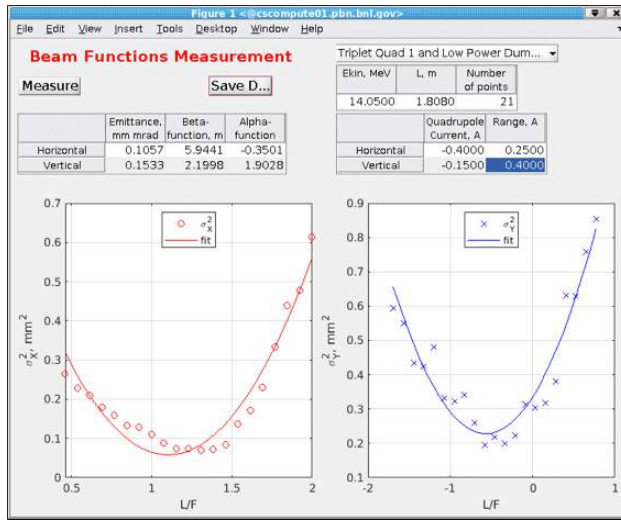 Figure 1 <@cscompute01.pbn.bnl.gov>
File Edit View Insert Tools Desktop Window Help
Beam Functions Measurement
Triplet Quad 1 and Low Power Dum...
Measure Save D...
Ekin, MeV L, m Number of points
14.0500 1.8080 21
Emittance, mm mrad Beta-function, m Alpha-function
Horizontal 0.1057 5.9441 -0.3501
Vertical 0.1533 2.1998 1.9028
Quadrupole Current, A Range, A
Horizontal -0.4000 0.2500
Vertical -0.1500 0.4000
σ²X, mm²
0.7
0.6
0.5
0.4
0.3
0.2
0.1
0
σ²X
fit
0.5 1 1.5 2
L/F
σ²Y, mm²
0.9
0.8
0.7
0.6
0.5
0.4
0.3
0.2
0.1
σ²Y
fit
-2 -1 0 1
L/F